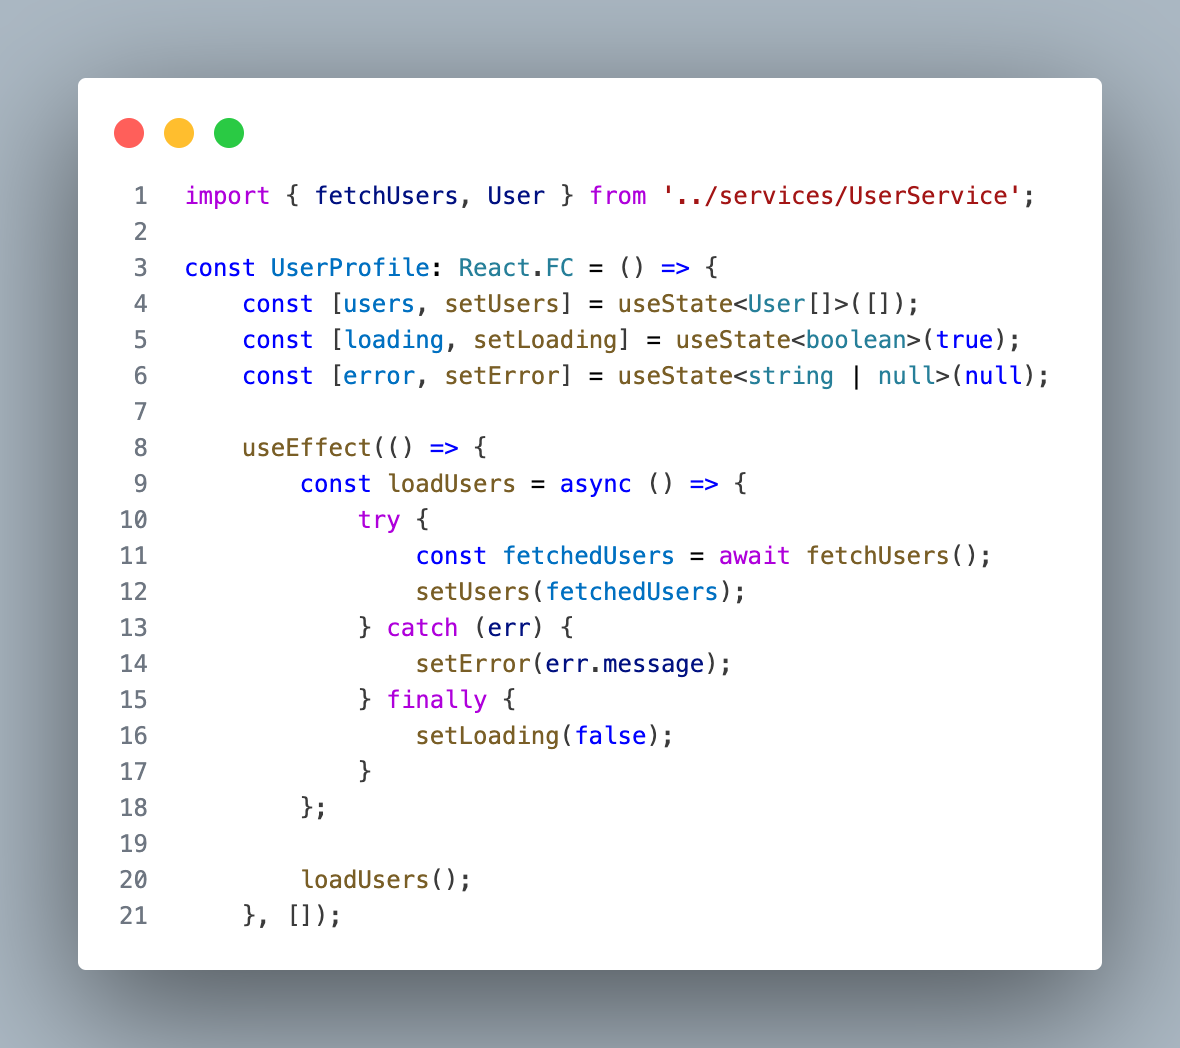 1 import { fetchUsers, User } from '../services/UserService';
2
3 const UserProfile: React.FC = () => {
4     const [users, setUsers] = useState<User[]>([]);
5     const [loading, setLoading] = useState<boolean>(true);
6     const [error, setError] = useState<string | null>(null);
7
8     useEffect(() => {
9         const loadUsers = async () => {
10             try {
11                 const fetchedUsers = await fetchUsers();
12                 setUsers(fetchedUsers);
13             } catch (err) {
14                 setError(err.message);
15             } finally {
16                 setLoading(false);
17             }
18         };
19
20         loadUsers();
21     }, []);